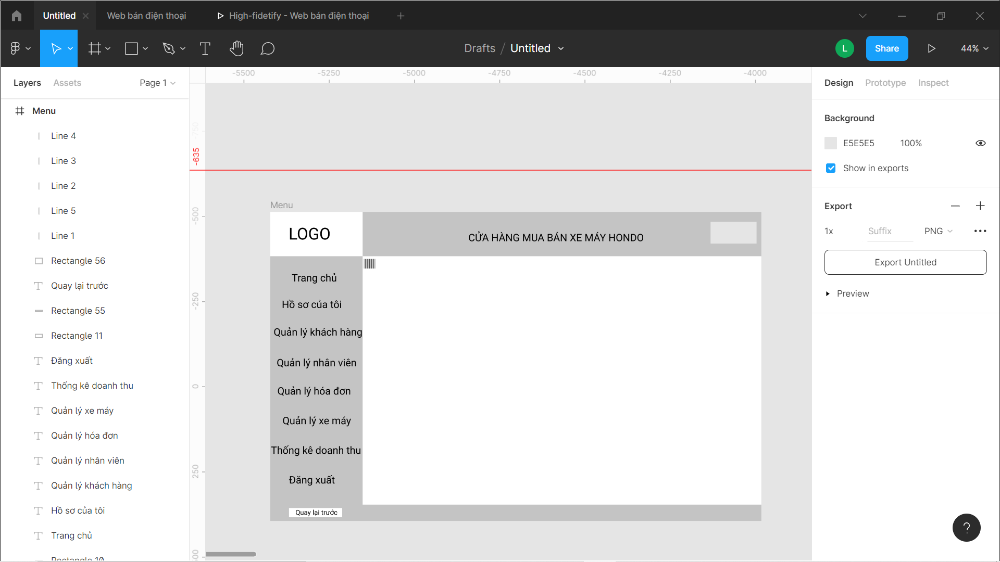 Untitled
Web bán điện thoại
High-fidetify - Web bán điện thoại
Drafts / Untitled
L
Share
44%
Layers
Assets
Page 1
Menu
Line 4
Line 3
Line 2
Line 5
Line 1
Rectangle 56
Quay lại trước
Rectangle 55
Rectangle 11
Đăng xuất
Thống kê doanh thu
Quản lý xe máy
Quản lý hóa đơn
Quản lý nhân viên
Quản lý khách hàng
Hồ sơ của tôi
Trang chủ
Rectangle 10
-5500 -5250 -5000 -4750 -4500 -4250 -4000
-750
-635
-500
-250
0
250
Menu
LOGO
CỬA HÀNG MUA BÁN XE MÁY HONDO
Trang chủ
Hồ sơ của tôi
Quản lý khách hàng
Quản lý nhân viên
Quản lý hóa đơn
Quản lý xe máy
Thống kê doanh thu
Đăng xuất
Quay lại trước
Design
Prototype
Inspect
Background
E5E5E5 100%
Show in exports
Export
1x Suffix PNG
Export Untitled
Preview
?